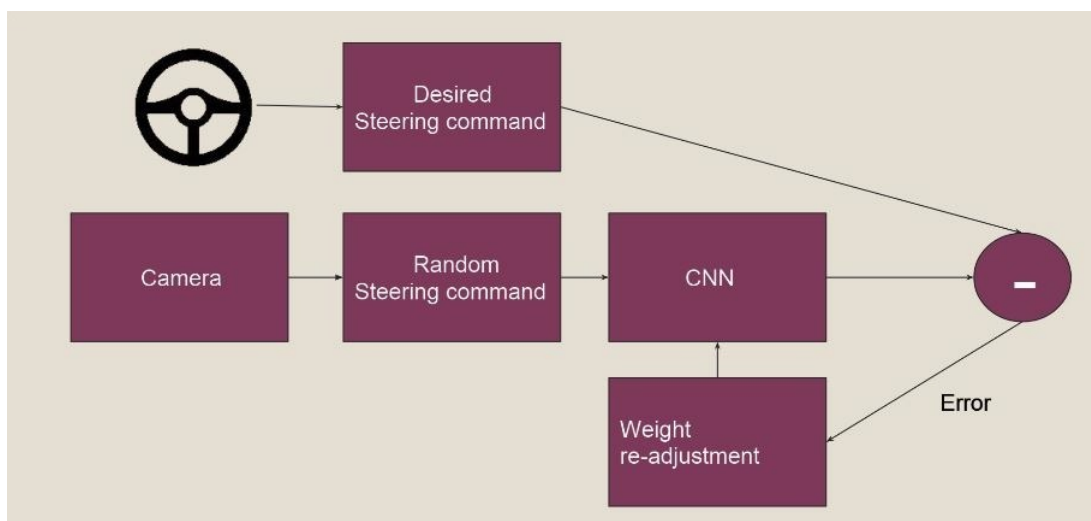 Desired
Steering command
Camera
Random
Steering command
CNN
-
Error
Weight
re-adjustment